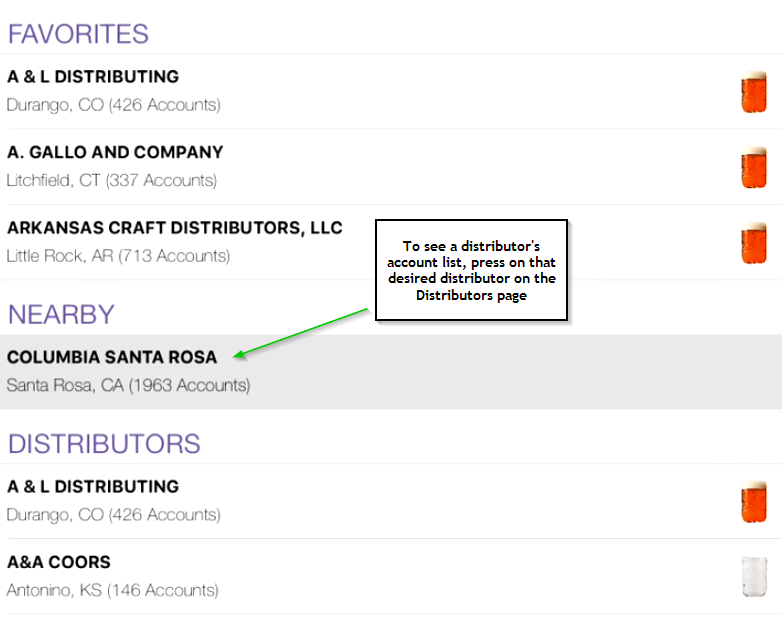 FAVORITES
A & L DISTRIBUTING
Durango, CO (426 Accounts)
A. GALLO AND COMPANY
Litchfield, CT (337 Accounts)
ARKANSAS CRAFT DISTRIBUTORS, LLC
Little Rock, AR (713 Accounts)
To see a distributor's
account list, press on that
desired distributor on the
Distributors page
NEARBY
COLUMBIA SANTA ROSA
Santa Rosa, CA (1963 Accounts)
DISTRIBUTORS
A & L DISTRIBUTING
Durango, CO (426 Accounts)
A&A COORS
Antonino, KS (146 Accounts)